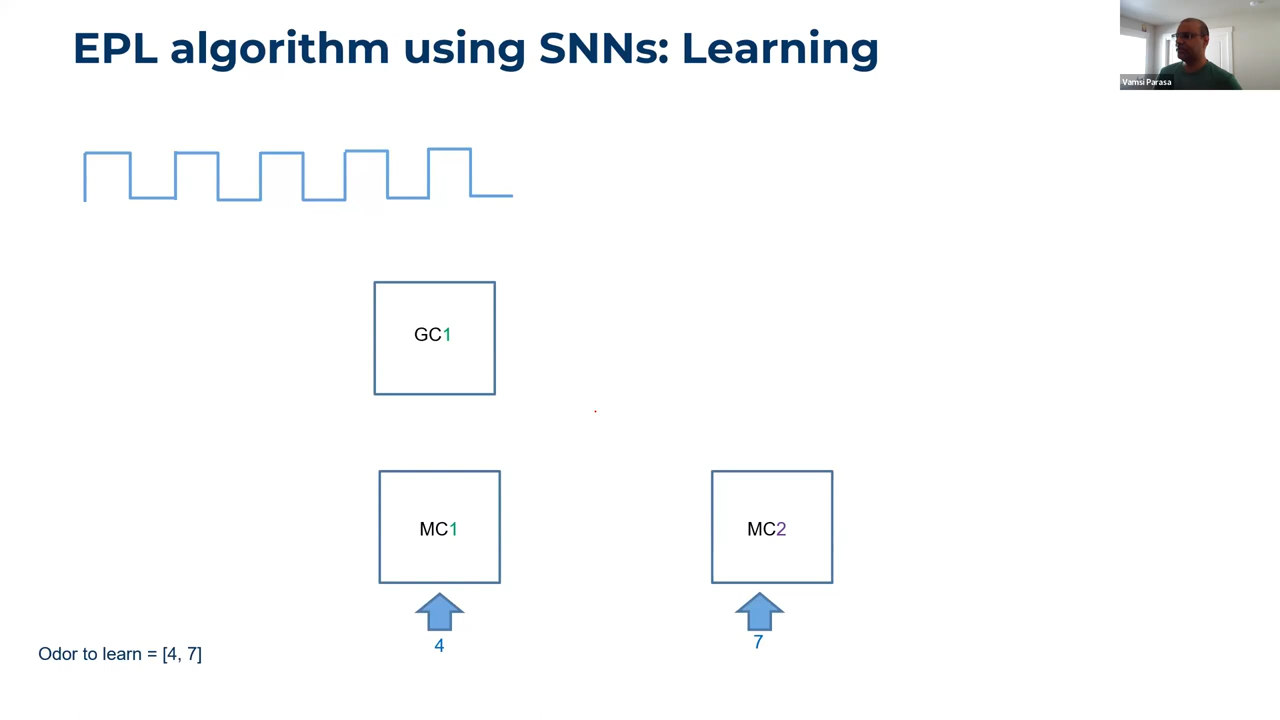 EPL algorithm using SNNs: Learning
Vamsi Parasa
GC1
MC1
MC2
4
7
Odor to learn = [4, 7]